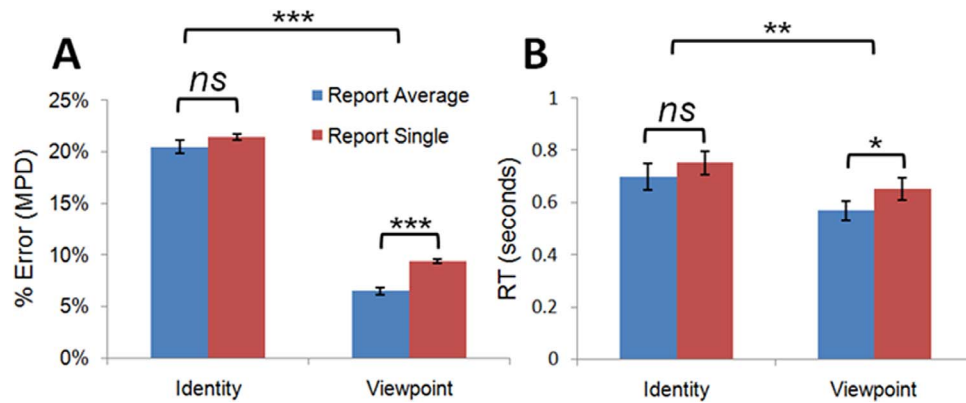 A
***
ns
***
25%
20%
15%
10%
5%
0%
% Error (MPD)
Report Average
Report Single
Identity
Viewpoint
B
**
ns
*
1
0.8
0.6
0.4
0.2
0
RT (seconds)
Identity
Viewpoint